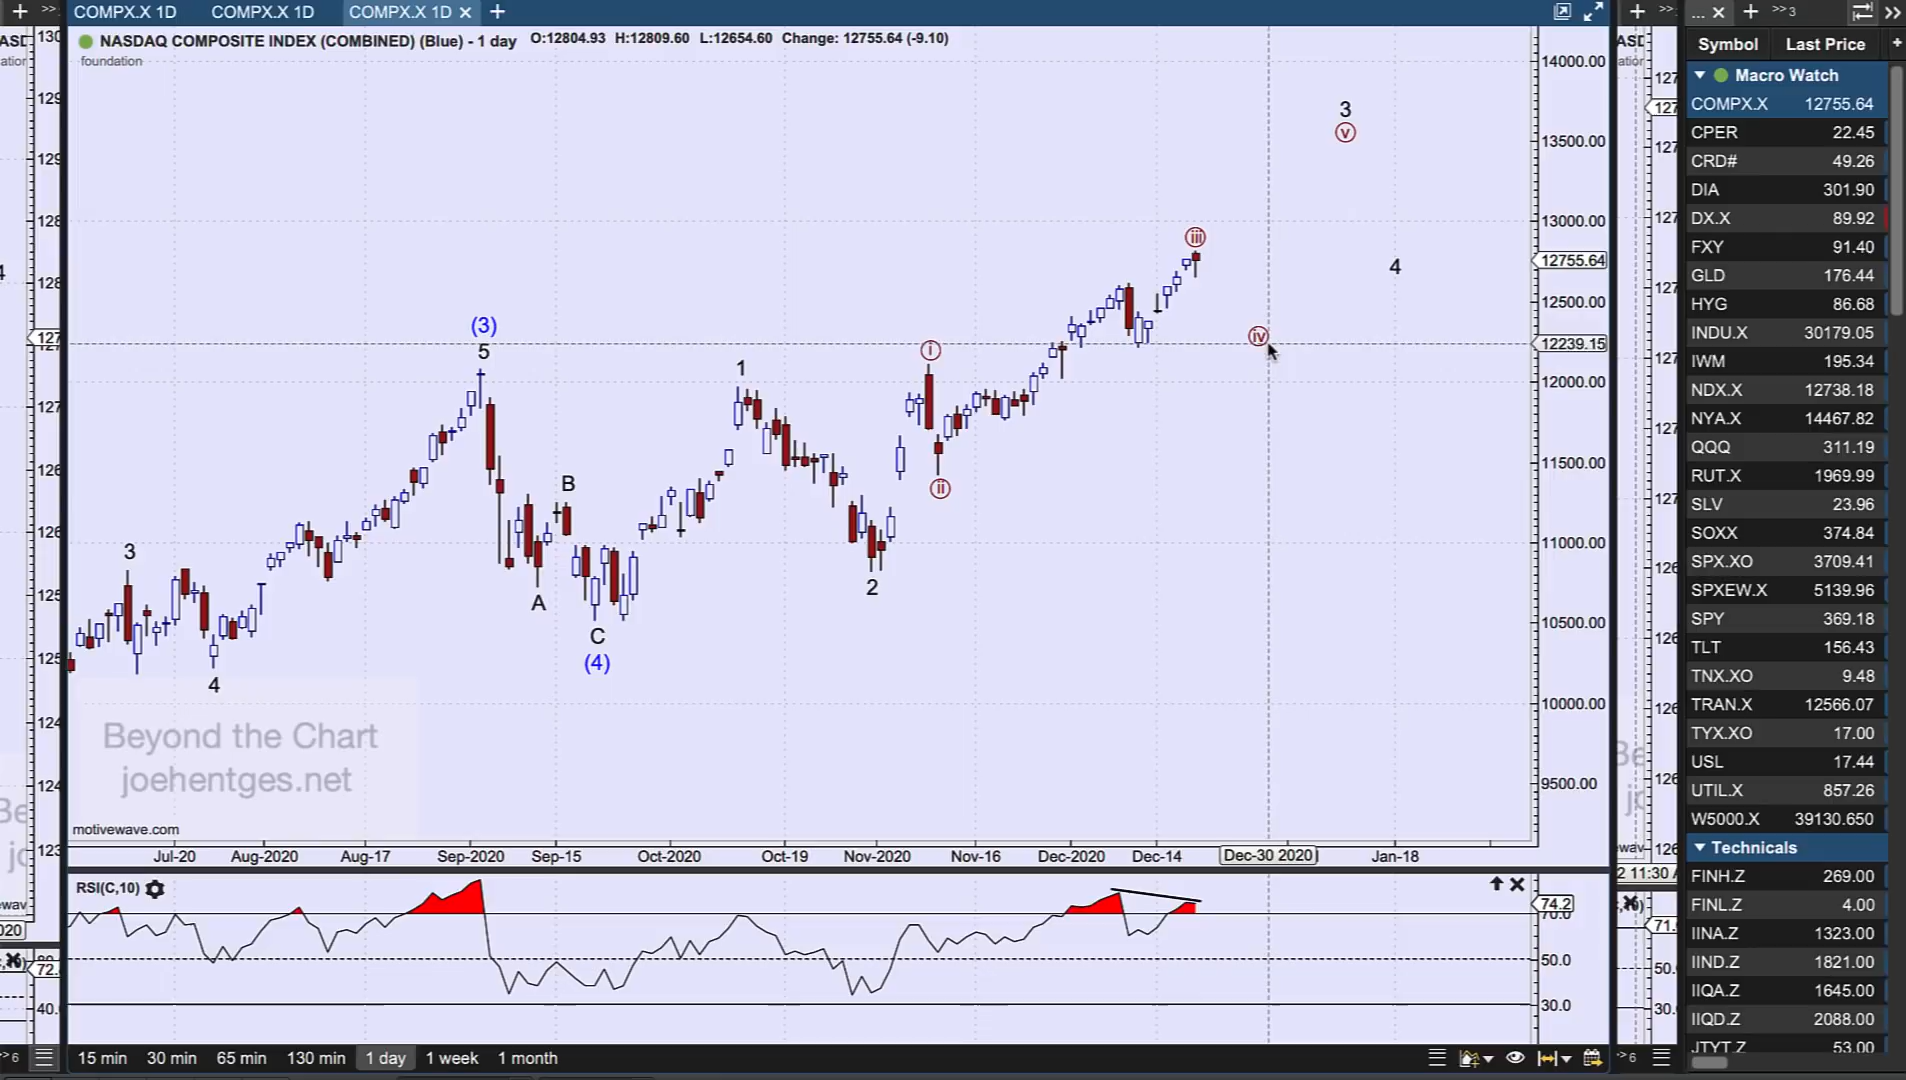 COMPX.X 1D
COMPX.X 1D
COMPX.X 1D
NASDAQ COMPOSITE INDEX (COMBINED) (Blue) - 1 day O:12804.93 H:12809.60 L:12654.60 Change: 12755.64 (-9.10)
foundation
14000.00
13500.00
13000.00
12755.64
12500.00
12239.15
12000.00
11500.00
11000.00
10500.00
10000.00
9500.00
3
v
iii
4
(3)
5
iv
1
i
B
ii
3
A
2
C
(4)
4
Beyond the Chart
joehentges.net
motivewave.com
Jul-20 Aug-2020 Aug-17 Sep-2020 Sep-15 Oct-2020 Oct-19 Nov-2020 Nov-16 Dec-2020 Dec-14 Dec-30 2020 Jan-18
RSI(C,10)
74.2
70.0
50.0
30.0
15 min 30 min 65 min 130 min 1 day 1 week 1 month
Symbol Last Price
Macro Watch
COMPX.X 12755.64
CPER 22.45
CRD# 49.26
DIA 301.90
DX.X 89.92
FXY 91.40
GLD 176.44
HYG 86.68
INDU.X 30179.05
IWM 195.34
NDX.X 12738.18
NYA.X 14467.82
QQQ 311.19
RUT.X 1969.99
SLV 23.96
SOXX 374.84
SPX.XO 3709.41
SPXEW.X 5139.96
SPY 369.18
TLT 156.43
TNX.XO 9.48
TRAN.X 12566.07
TYX.XO 17.00
USL 17.44
UTIL.X 857.26
W5000.X 39130.650
Technicals
FINH.Z 269.00
FINL.Z 4.00
IINA.Z 1323.00
IIND.Z 1821.00
IIQA.Z 1645.00
IIQD.Z 2088.00
JTYT.Z 53.00